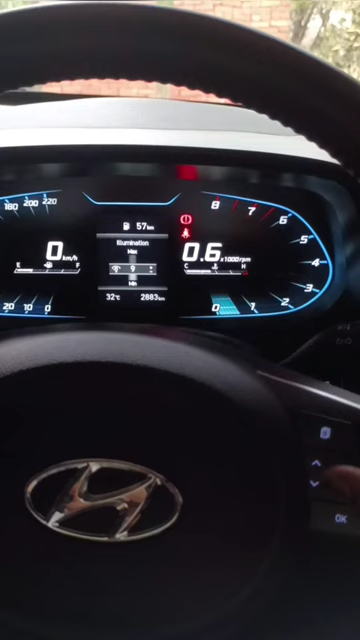 180 200 220
57km
Illumination
Max
9
Min
32°C 2883km
0 km/h
E F
20 10 0
8 7 6 5 4 3 2 1 0
0.6 x1000rpm
C H
OK